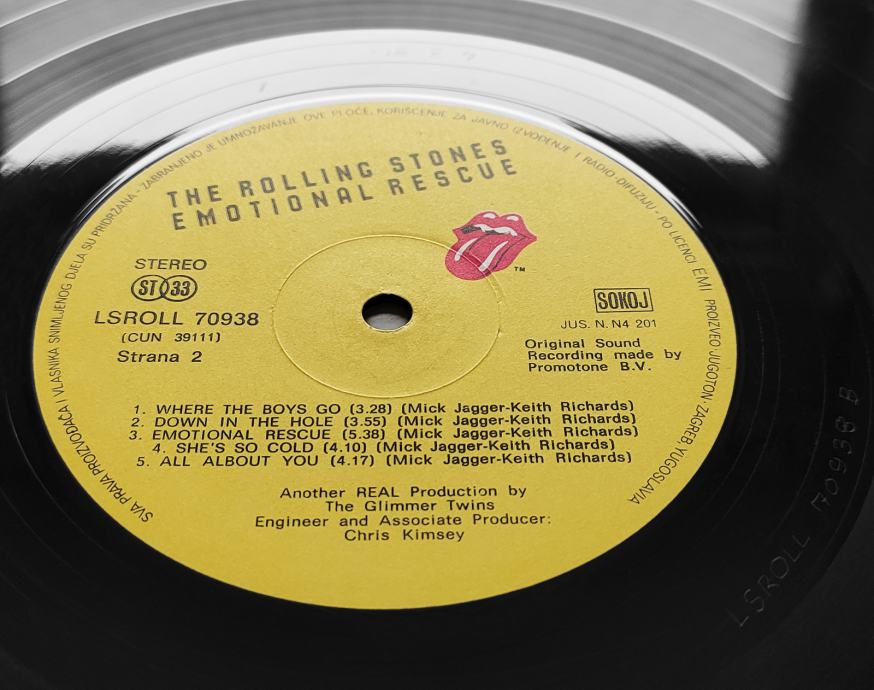 SVA PRAVA PROIZVOĐAČA I VLASNIKA SNIMLJENOG DJELA SU PRIDRŽANA · ZABRANJENO JE UMNOŽAVANJE OVE PLOČE, KORIŠĆENJE ZA JAVNO IZVOĐENJE I RADIO-DIFUZIJU · PO LICENCI EMI PROIZVEO JUGOTON · ZAGREB, YUGOSLAVIA
THE ROLLING STONES
EMOTIONAL RESCUE
TM
STEREO
ST 33
LSROLL 70938
(CUN 39111)
Strana 2
SOKOJ
JUS. N. N4 201
Original Sound
Recording made by
Promotone B.V.
1. WHERE THE BOYS GO (3.28) (Mick Jagger-Keith Richards)
2. DOWN IN THE HOLE (3.55) (Mick Jagger-Keith Richards)
3. EMOTIONAL RESCUE (5.38) (Mick Jagger-Keith Richards)
4. SHE'S SO COLD (4.10) (Mick Jagger-Keith Richards)
5. ALL ALBOUT YOU (4.17) (Mick Jagger-Keith Richards)
Another REAL Production by
The Glimmer Twins
Engineer and Associate Producer:
Chris Kimsey
LSROLL 70938 B